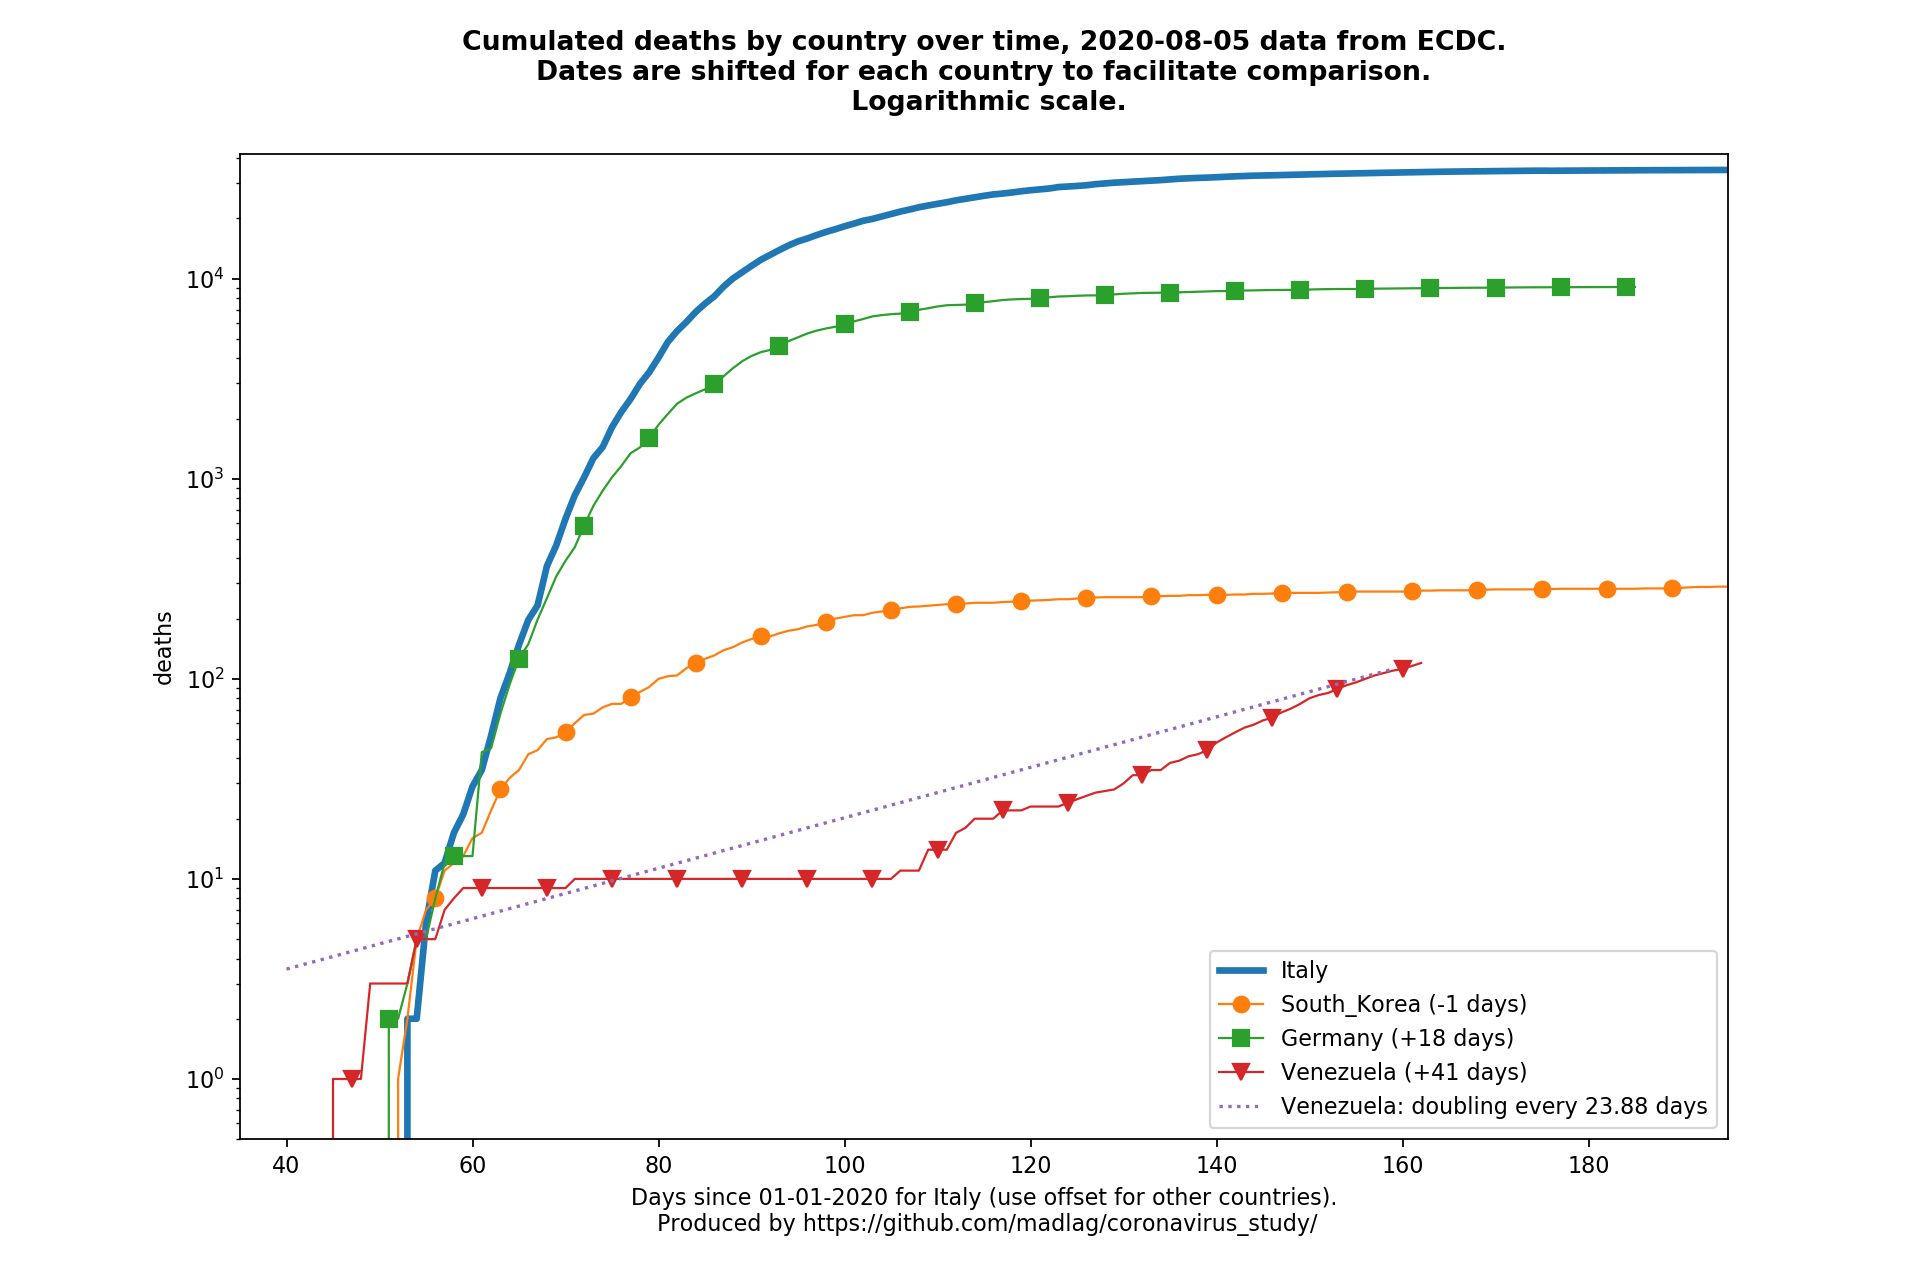 Cumulated deaths by country over time, 2020-08-05 data from ECDC.
Dates are shifted for each country to facilitate comparison.
Logarithmic scale.
deaths
10⁴
10³
10²
10¹
10⁰
Italy
South_Korea (-1 days)
Germany (+18 days)
Venezuela (+41 days)
Venezuela: doubling every 23.88 days
40 60 80 100 120 140 160 180
Days since 01-01-2020 for Italy (use offset for other countries).
Produced by https://github.com/madlag/coronavirus_study/